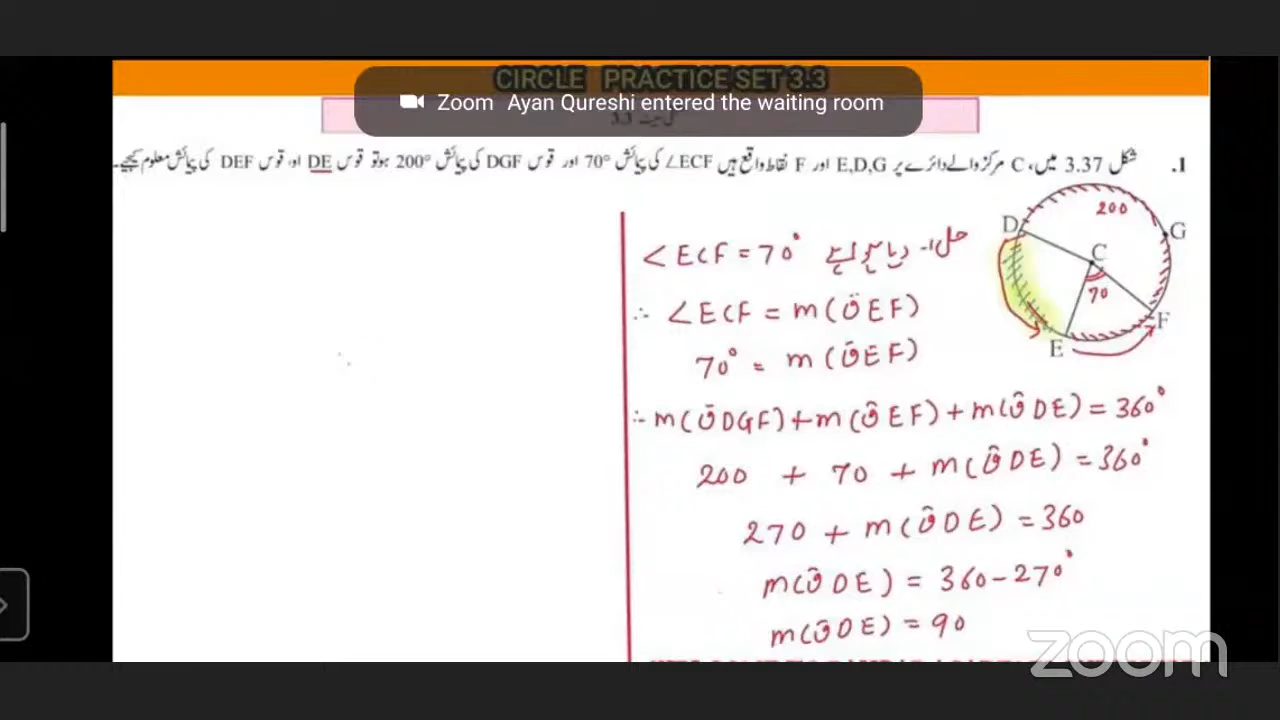 CIRCLE PRACTICE SET 3.3
Zoom Ayan Qureshi entered the waiting room
3.3
1. شکل 3.37 میں، C مرکز والے دائرے پر E,D,G اور F نقاط واقع ہیں ∠ECF کی پیمائش 70° اور قوس DGF کی پیمائش 200° ہو تو قوس DE اور قوس DEF کی پیمائش معلوم کیجیے۔
D
200
G
C
70
F
E
حل:- دیا ہوا ہے ∠ECF = 70°
∴ ∠ECF = m(قوس EF)
70° = m(قوس EF)
∴ m(قوس DGF) + m(قوس EF) + m(قوس DE) = 360°
200 + 70 + m(قوس DE) = 360°
270 + m(قوس DE) = 360
m(قوس DE) = 360 - 270°
m(قوس DE) = 90
zoom